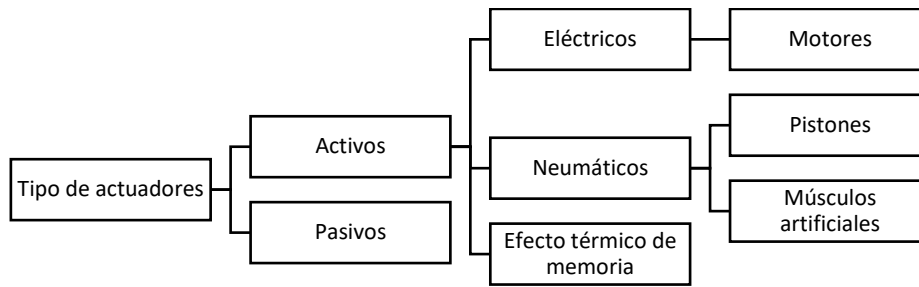 Tipo de actuadores
Activos
Pasivos
Eléctricos
Neumáticos
Efecto térmico de
memoria
Motores
Pistones
Músculos
artificiales